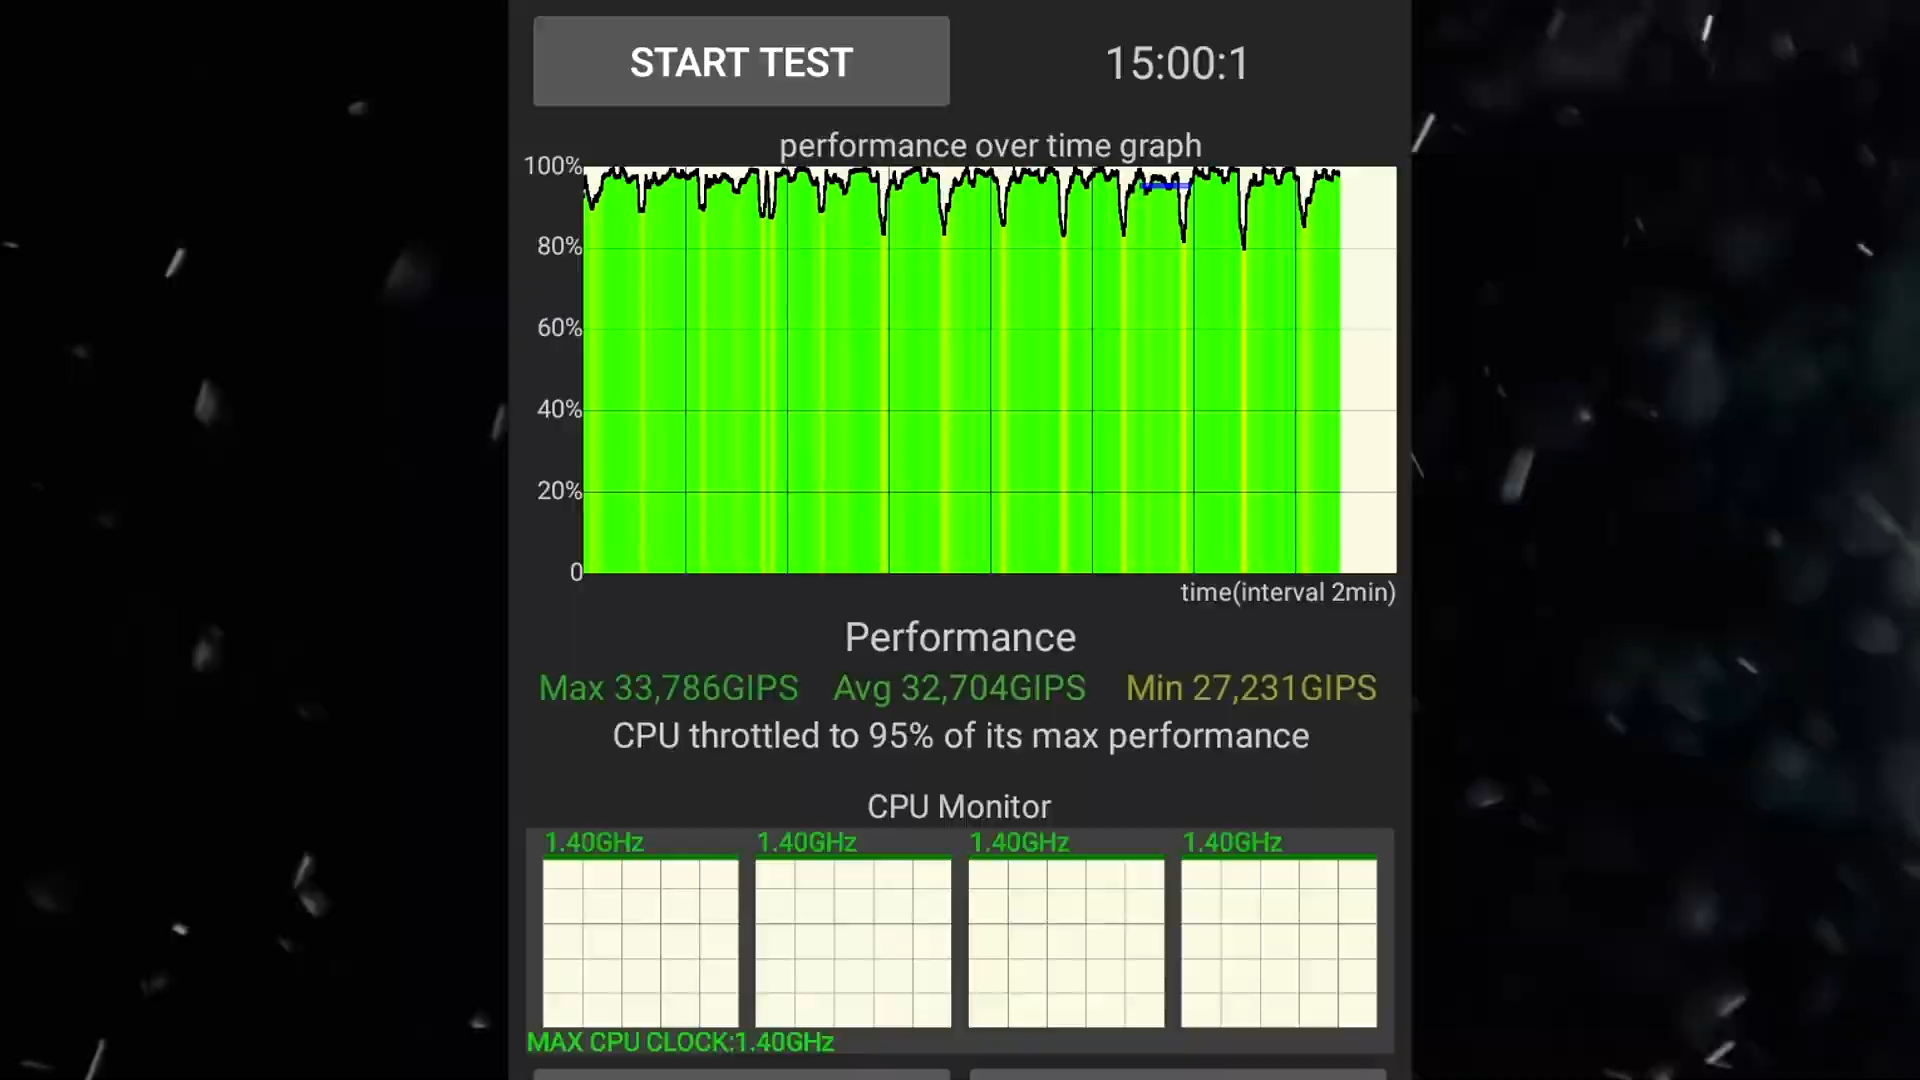 START TEST
15:00:1
performance over time graph
100%
80%
60%
40%
20%
0
time(interval 2min)
Performance
Max 33,786GIPS Avg 32,704GIPS Min 27,231GIPS
CPU throttled to 95% of its max performance
CPU Monitor
1.40GHz 1.40GHz 1.40GHz 1.40GHz
MAX CPU CLOCK:1.40GHz